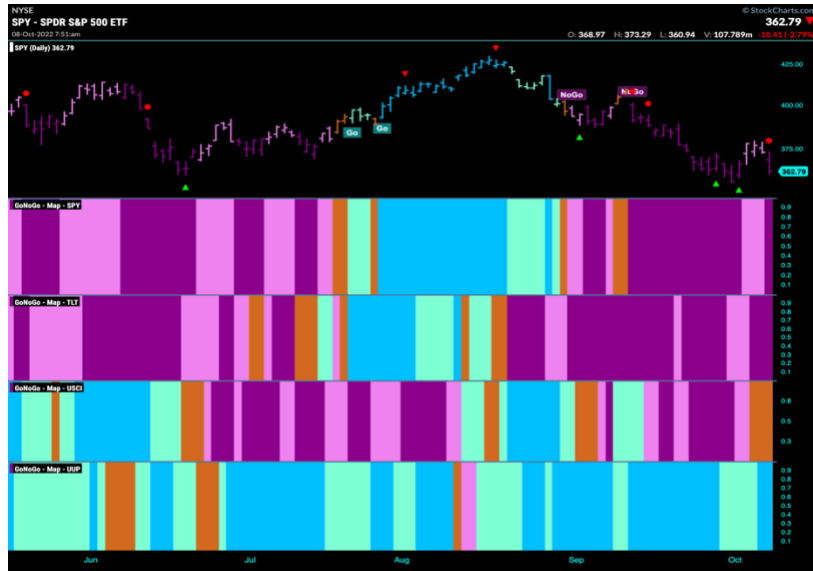 NYSE
© StockCharts.com
SPY - SPDR S&P 500 ETF
362.79
08-Oct-2022 7:51am
O: 368.97 H: 373.29 L: 360.94 V: 107.789m -10.41 (-2.79%)
SPY (Daily) 362.79
425.00
400.00
375.00
362.79
Go
Go
NoGo
NoGo
GoNoGo - Map - SPY
0.9
0.8
0.7
0.6
0.5
0.4
0.3
0.2
0.1
GoNoGo - Map - TLT
0.9
0.8
0.7
0.6
0.5
0.4
0.3
0.2
0.1
GoNoGo - Map - USCI
0.8
0.5
0.3
GoNoGo - Map - UUP
0.9
0.8
0.7
0.6
0.5
0.4
0.3
0.2
0.1
Jun Jul Aug Sep Oct